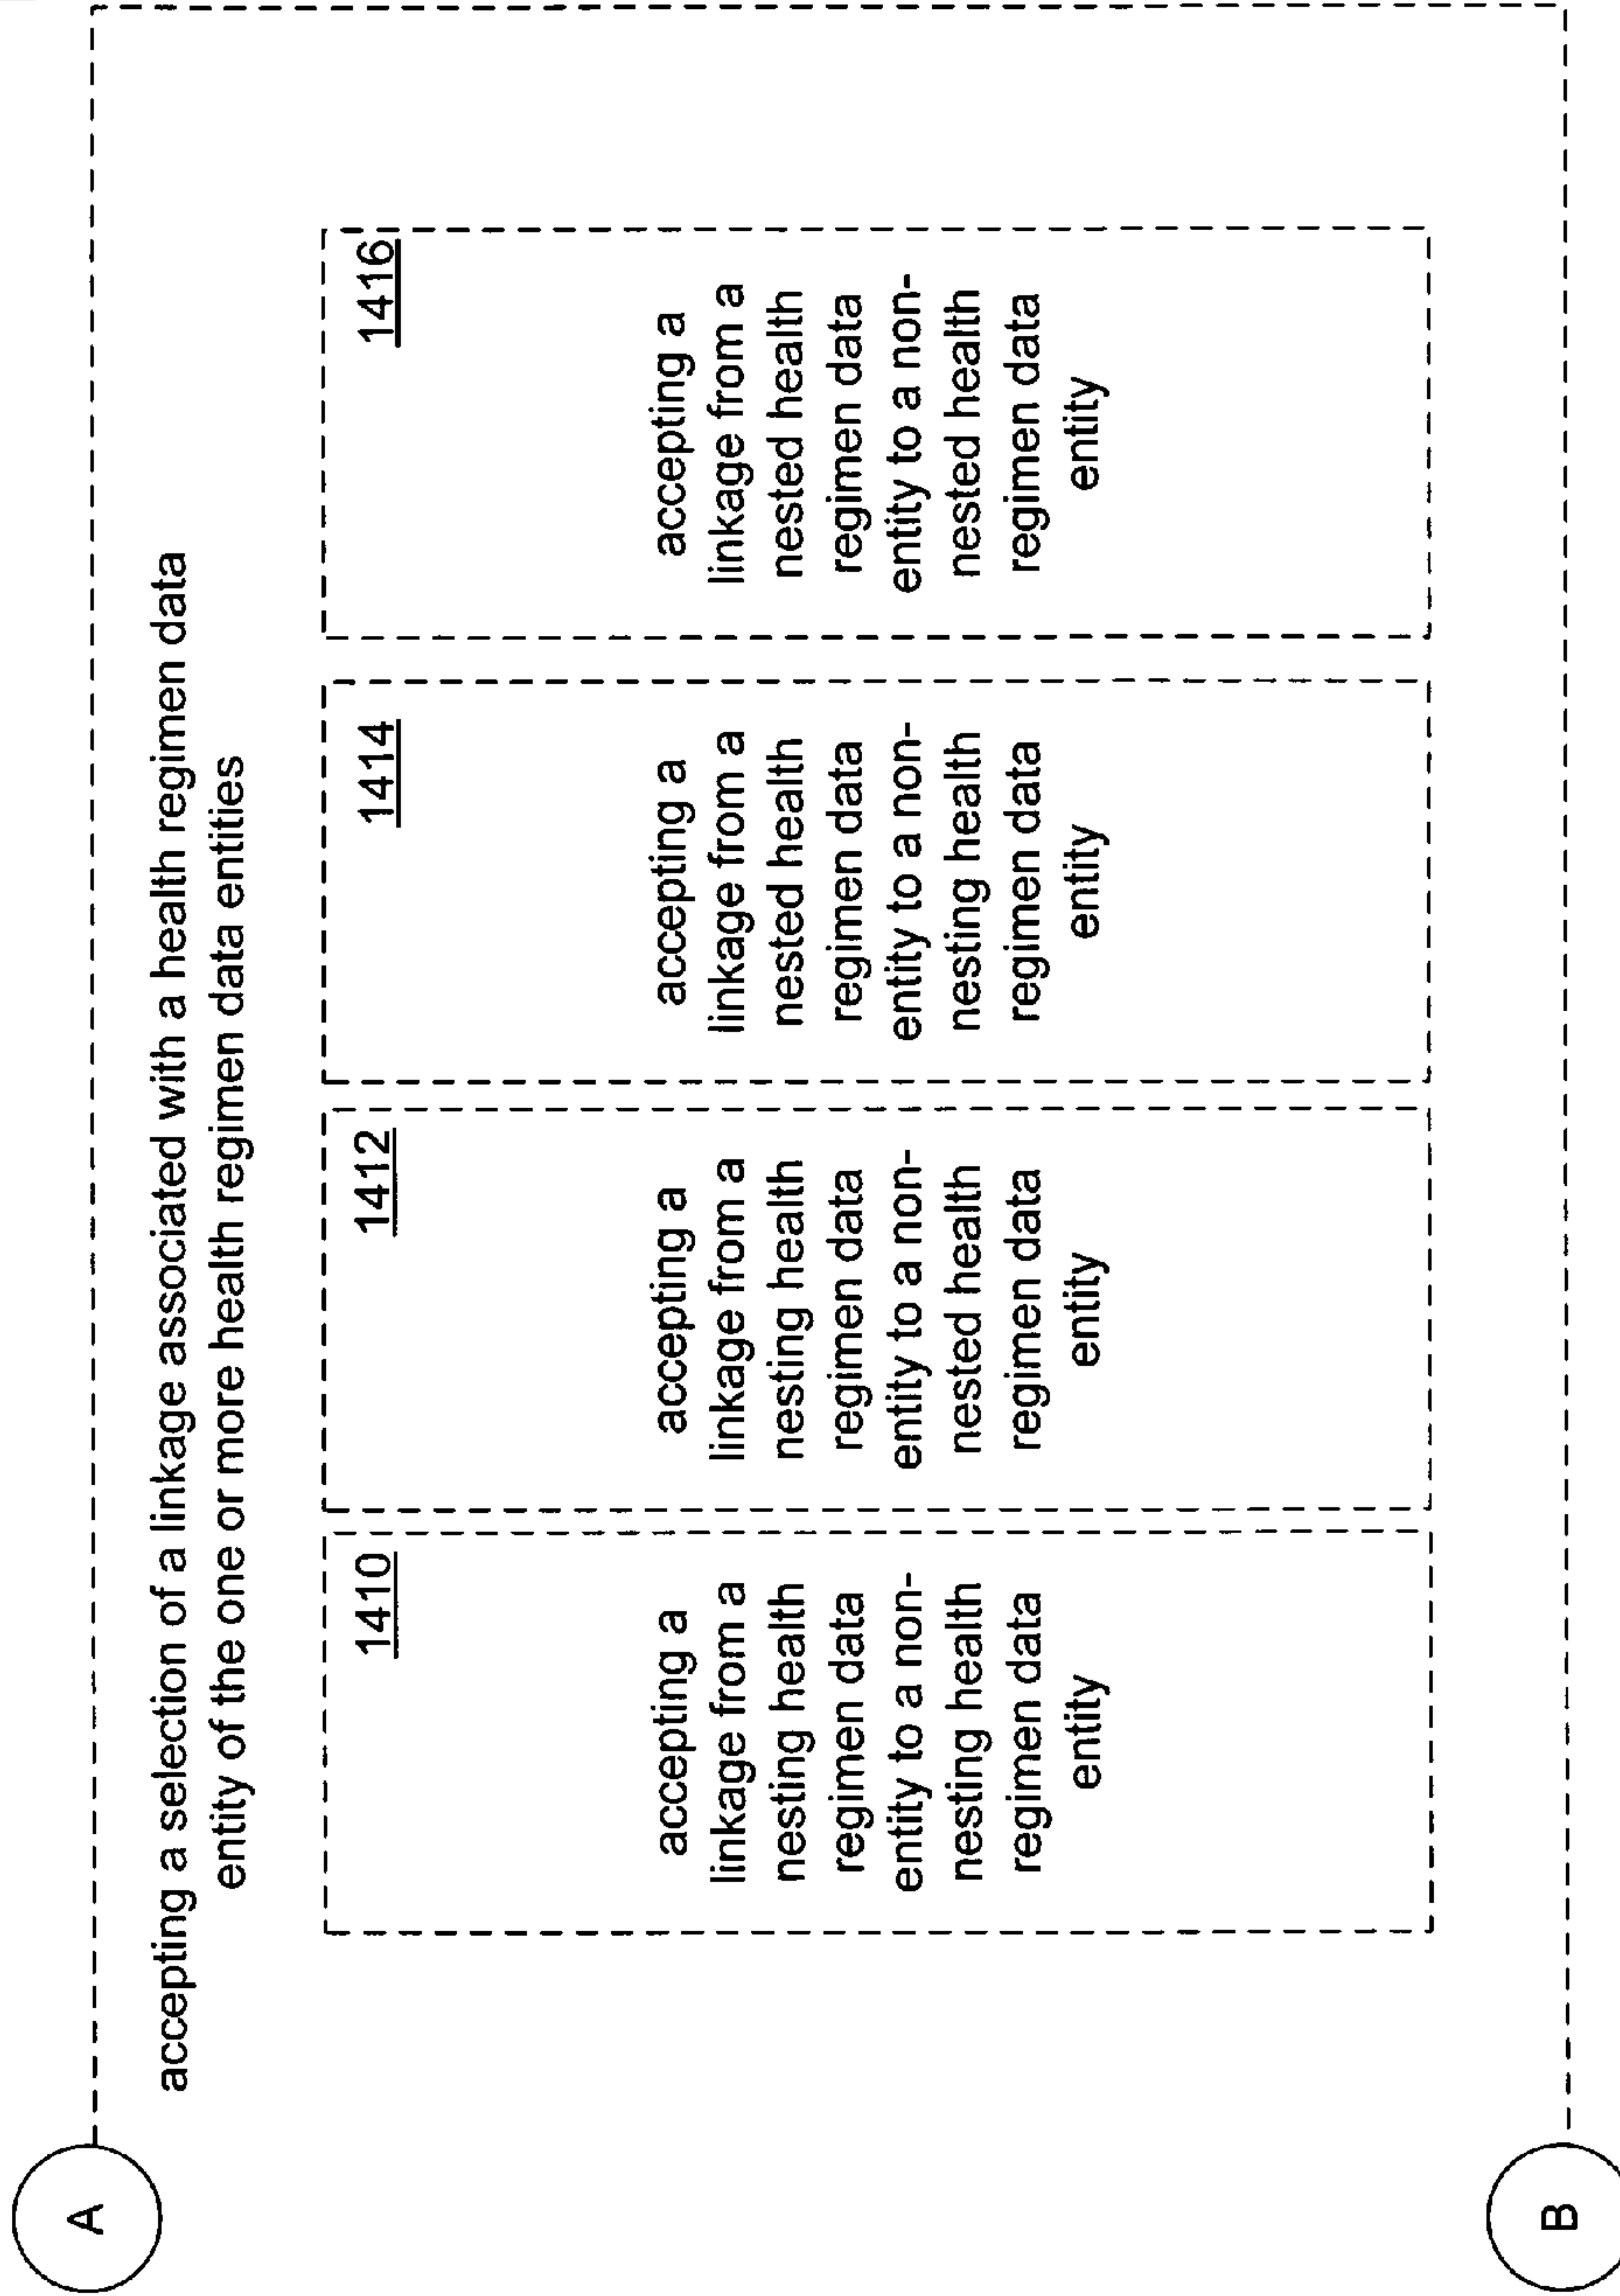 A
accepting a selection of a linkage associated with a health regimen data
entity of the one or more health regimen data entities
1410
accepting a
linkage from a
nesting health
regimen data
entity to a non-
nesting health
regimen data
entity
1412
accepting a
linkage from a
nesting health
regimen data
entity to a non-
nested health
regimen data
entity
1414
accepting a
linkage from a
nested health
regimen data
entity to a non-
nesting health
regimen data
entity
1416
accepting a
linkage from a
nested health
regimen data
entity to a non-
nested health
regimen data
entity
B